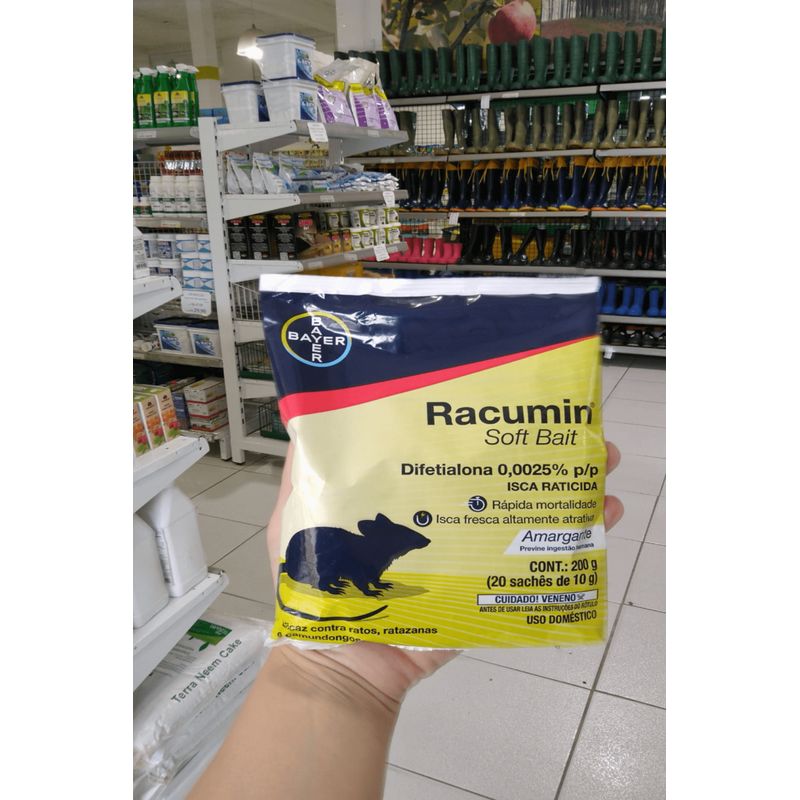 BAYER
BAYER
Racumin®
Soft Bait
Difetialona 0,0025% p/p
ISCA RATICIDA
Rápida mortalidade
Isca fresca altamente atrativa
Amargante
Previne ingestão humana
CONT.: 200 g
(20 sachês de 10 g)
CUIDADO! VENENO
ANTES DE USAR LEIA AS INSTRUÇÕES DO RÓTULO
USO DOMÉSTICO
contra ratos, ratazanas
Terra Neem Cake